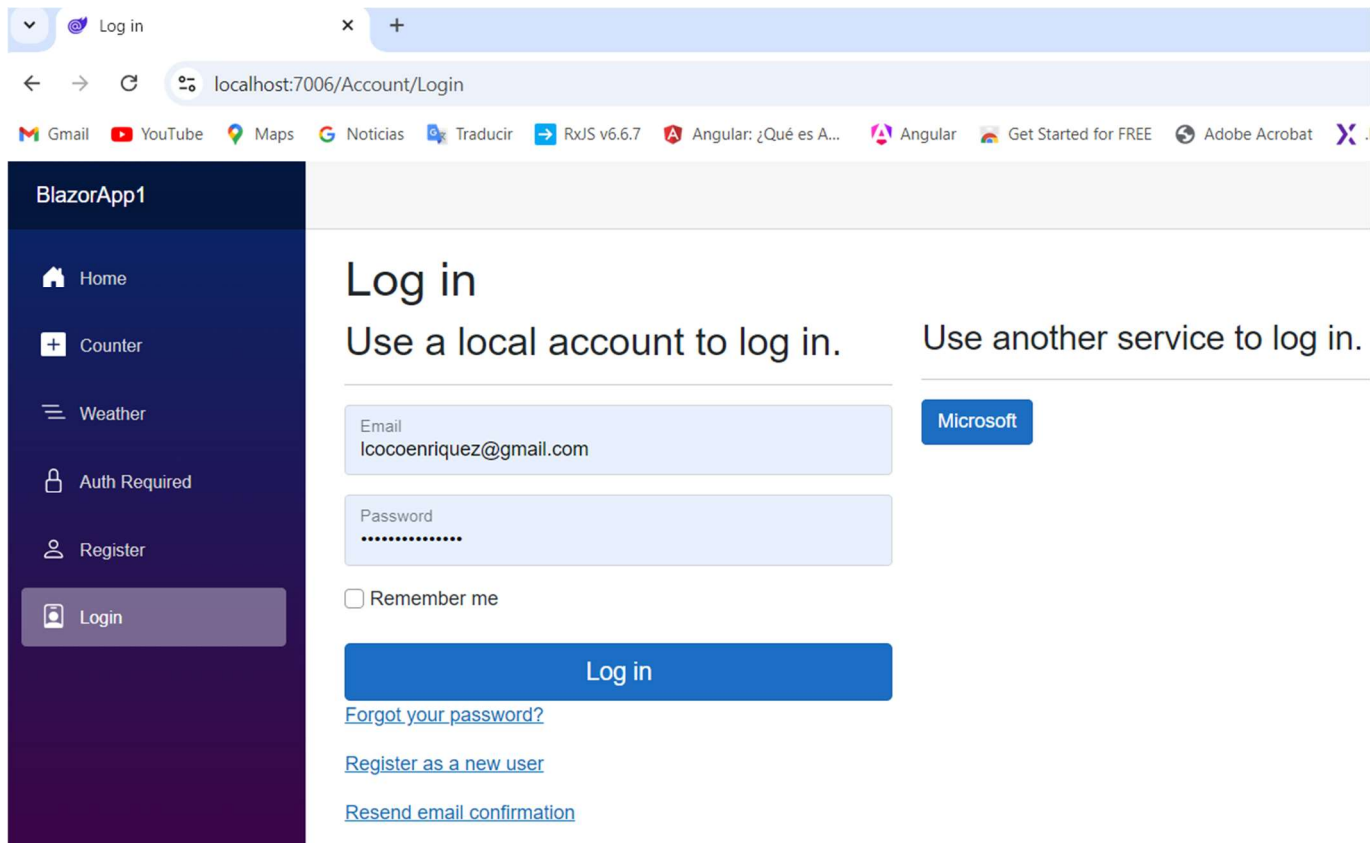 Log in
localhost:7006/Account/Login
Gmail YouTube Maps Noticias Traducir RxJS v6.6.7 Angular: ¿Qué es A... Angular Get Started for FREE Adobe Acrobat
BlazorApp1
Home
Counter
Weather
Auth Required
Register
Login
Log in
Use a local account to log in.
Email
lcocoenriquez@gmail.com
Password
Remember me
Log in
Forgot your password?
Register as a new user
Resend email confirmation
Use another service to log in.
Microsoft